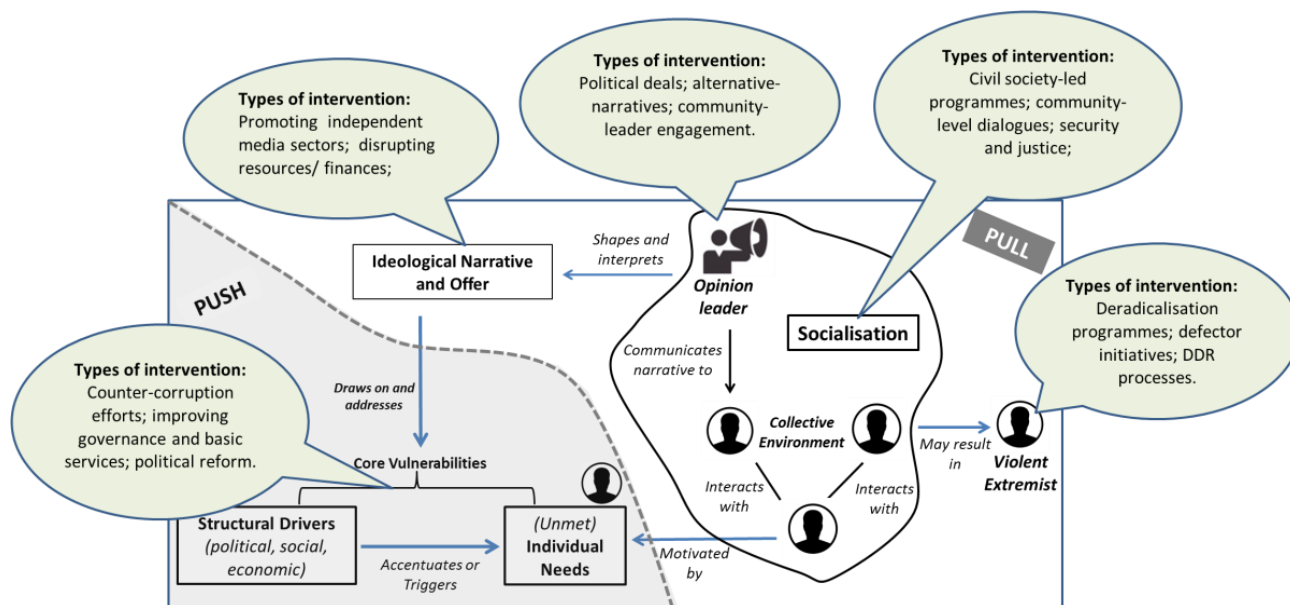 Types of intervention:
Promoting independent
media sectors; disrupting
resources/ finances;
Types of intervention:
Political deals; alternative-
narratives; community-
leader engagement.
Types of intervention:
Civil society-led
programmes; community-
level dialogues; security
and justice;
PUSH
Ideological Narrative
and Offer
Shapes and
interprets
Opinion
leader
PULL
Socialisation
Types of intervention:
Deradicalisation
programmes; defector
initiatives; DDR
processes.
Types of intervention:
Counter-corruption
efforts; improving
governance and basic
services; political reform.
Draws on and
addresses
Communicates
narrative to
Collective
Environment
May result
in
Violent
Extremist
Core Vulnerabilities
Interacts
with
Interacts
with
Structural Drivers
(political, social,
economic)
Accentuates or
Triggers
(Unmet)
Individual
Needs
Motivated
by